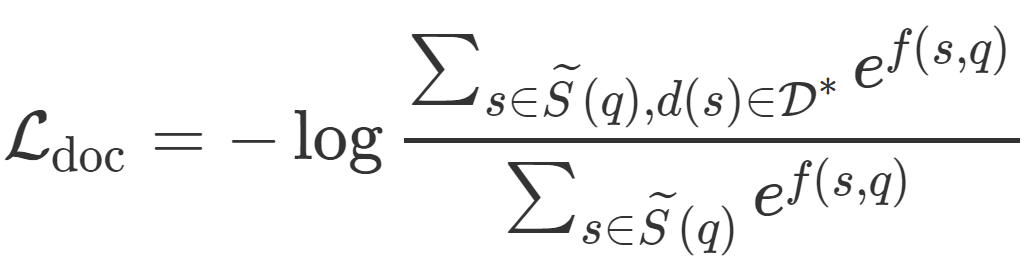 $$\mathcal{L}_{\text{doc}} = -\log \frac{\sum_{s \in \widetilde{S}(q), d(s) \in \mathcal{D}^*} e^{f(s,q)}}{\sum_{s \in \widetilde{S}(q)} e^{f(s,q)}}$$